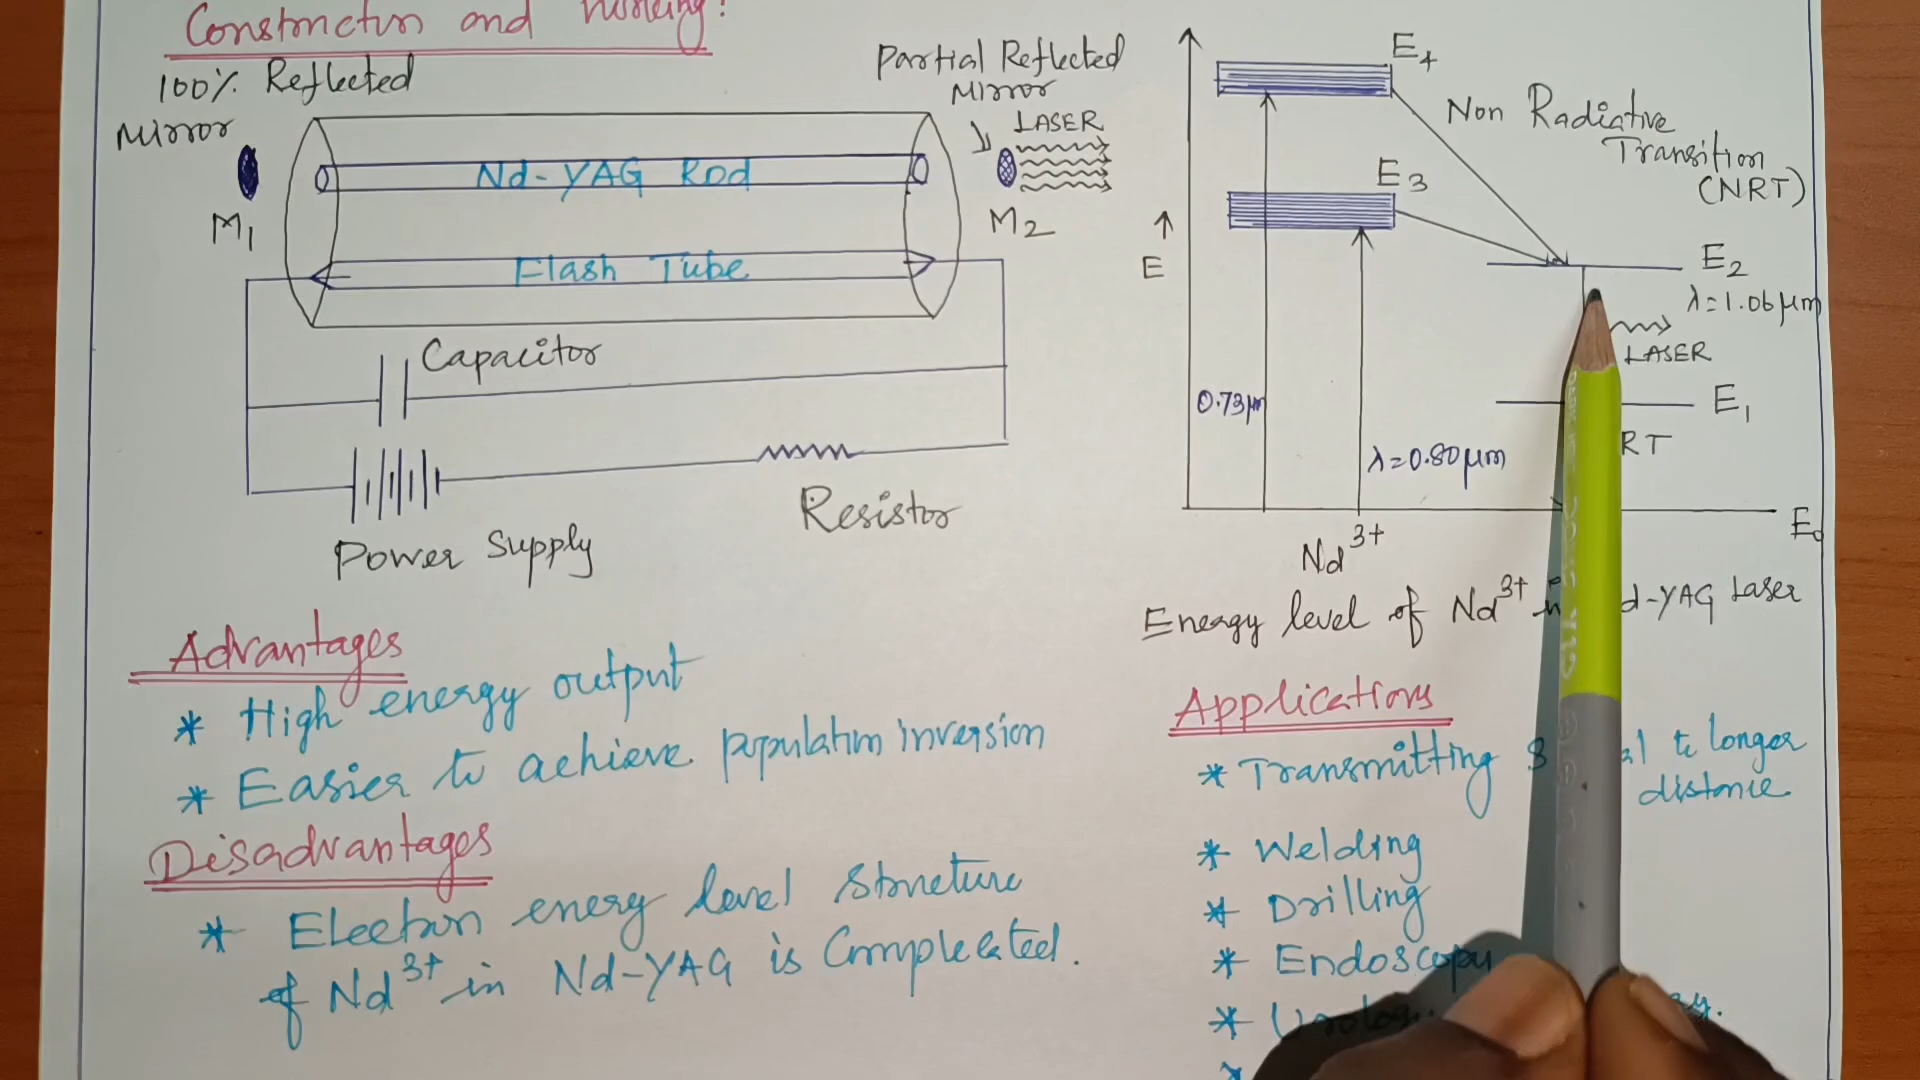 Construction and Working:
100% Reflected
Mirror
M1
Nd-YAG Rod
Flash Tube
Partial Reflected
Mirror
LASER
M2
Capacitor
Resistor
Power Supply
E4
Non Radiative
Transition
(NRT)
E3
E
E2
λ=1.06μm
LASER
0.73μm
E1
RT
λ=0.80μm
E0
Nd3+
Energy level of Nd3+ d-YAG Laser
Advantages
* High energy output
* Easier to achieve population inversion
Disadvantages
* Electron energy level structure
of Nd3+ in Nd-YAG is Compleated.
Applications
* Transmitting to longer
distance
* Welding
* Drilling
* Endoscopy
*